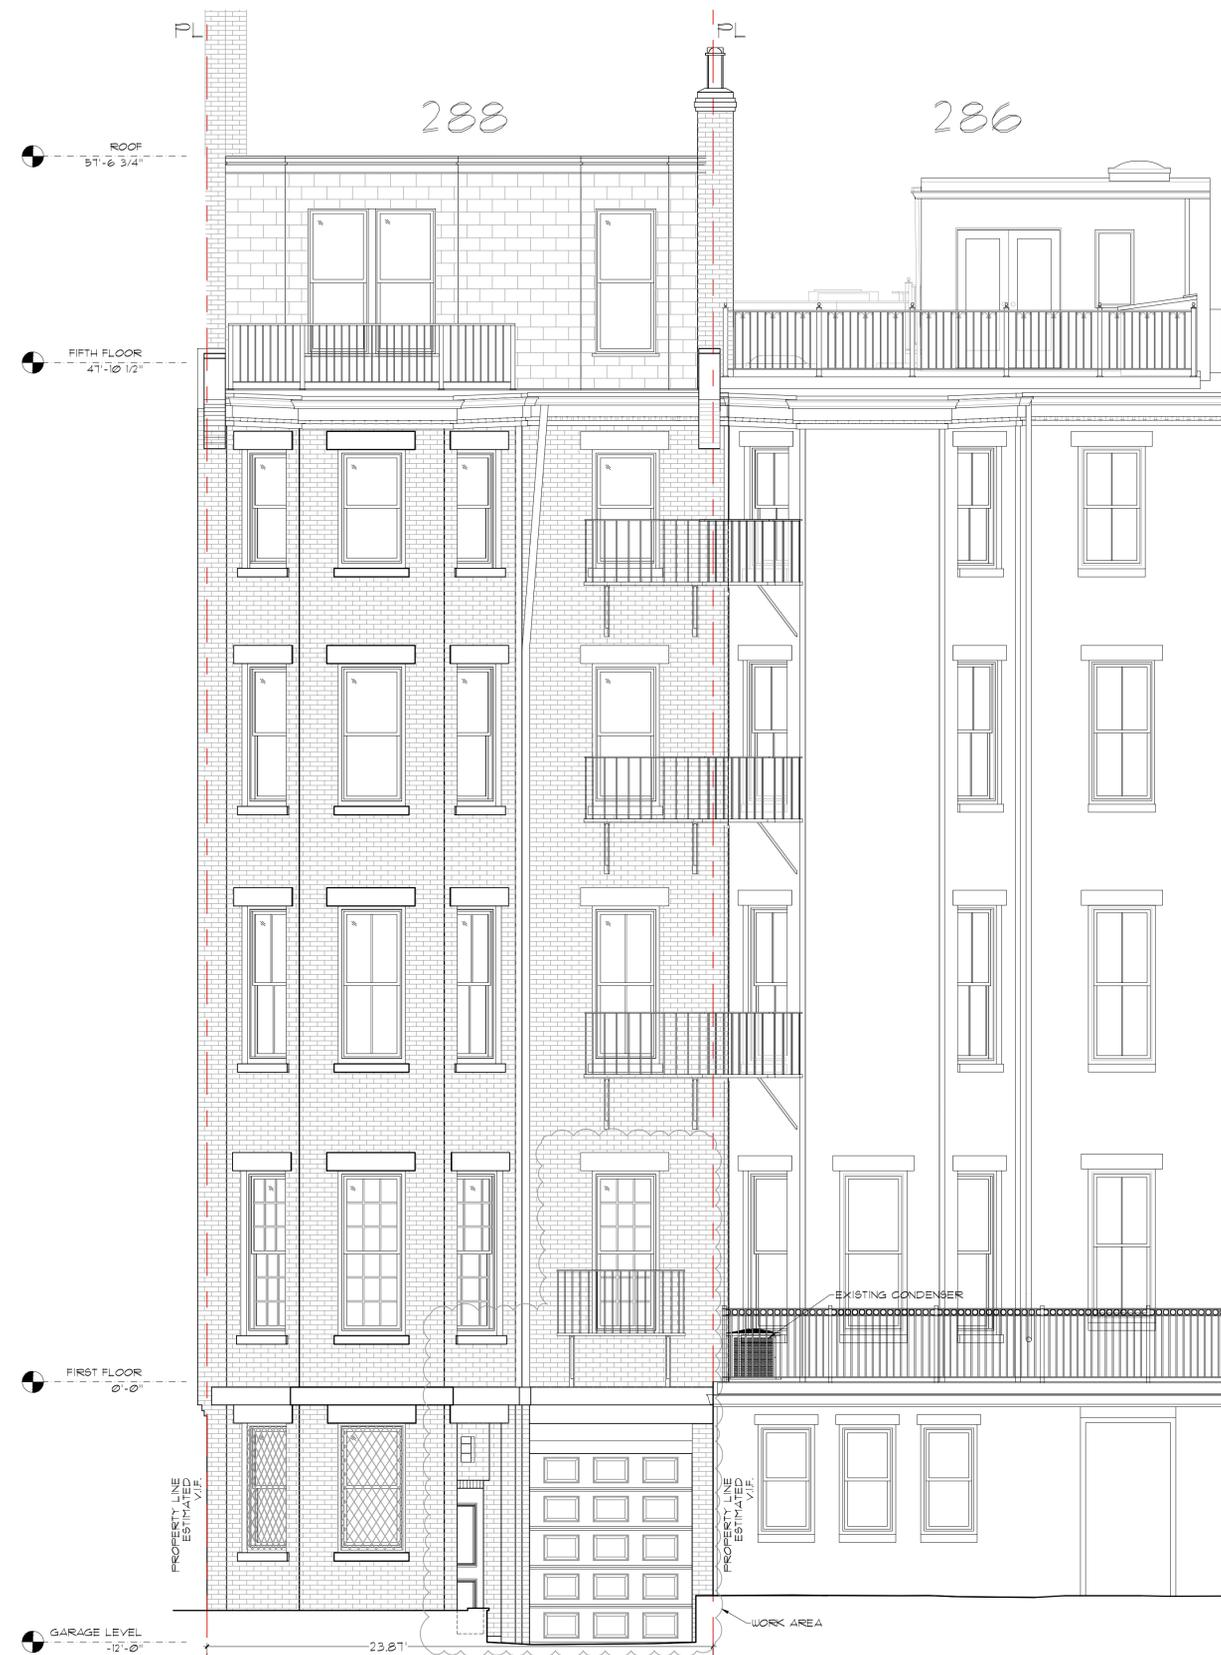 PL
PL
288
286
ROOF
57'-6 3/4"
FIFTH FLOOR
47'-10 1/2"
EXISTING CONDENSER
FIRST FLOOR
0'-0"
PROPERTY LINE
ESTIMATED
V.I.F.
PROPERTY LINE
ESTIMATED
V.I.F.
WORK AREA
GARAGE LEVEL
-12'-0"
23.87'